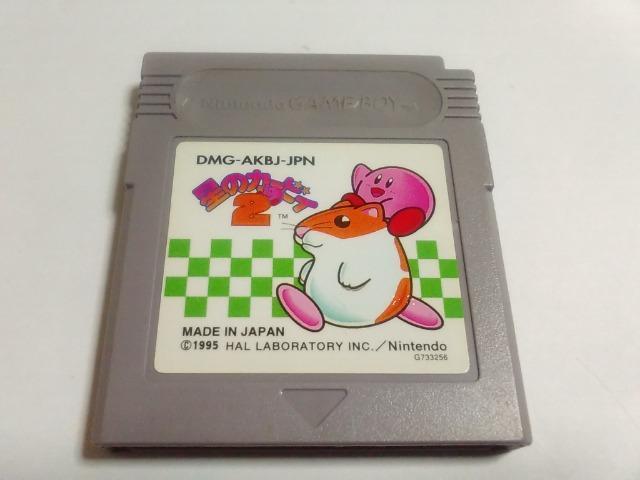 Nintendo GAME BOY
DMG-AKBJ-JPN
星のカービィ
2 ™
MADE IN JAPAN
©1995 HAL LABORATORY INC./Nintendo
G733256